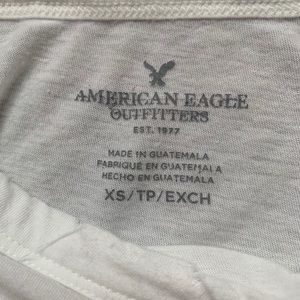 AMERICAN EAGLE
OUTFITTERS
EST. 1977
MADE IN GUATEMALA
FABRIQUÉ EN GUATEMALA
HECHO EN GUATEMALA
XS/TP/EXCH